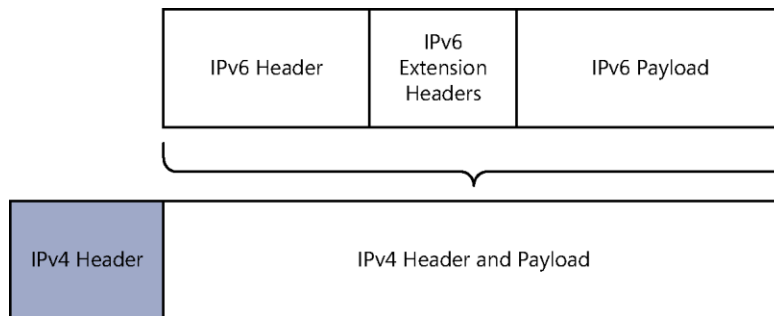 IPv6 Header
IPv6
Extension
Headers
IPv6 Payload
IPv4 Header
IPv4 Header and Payload